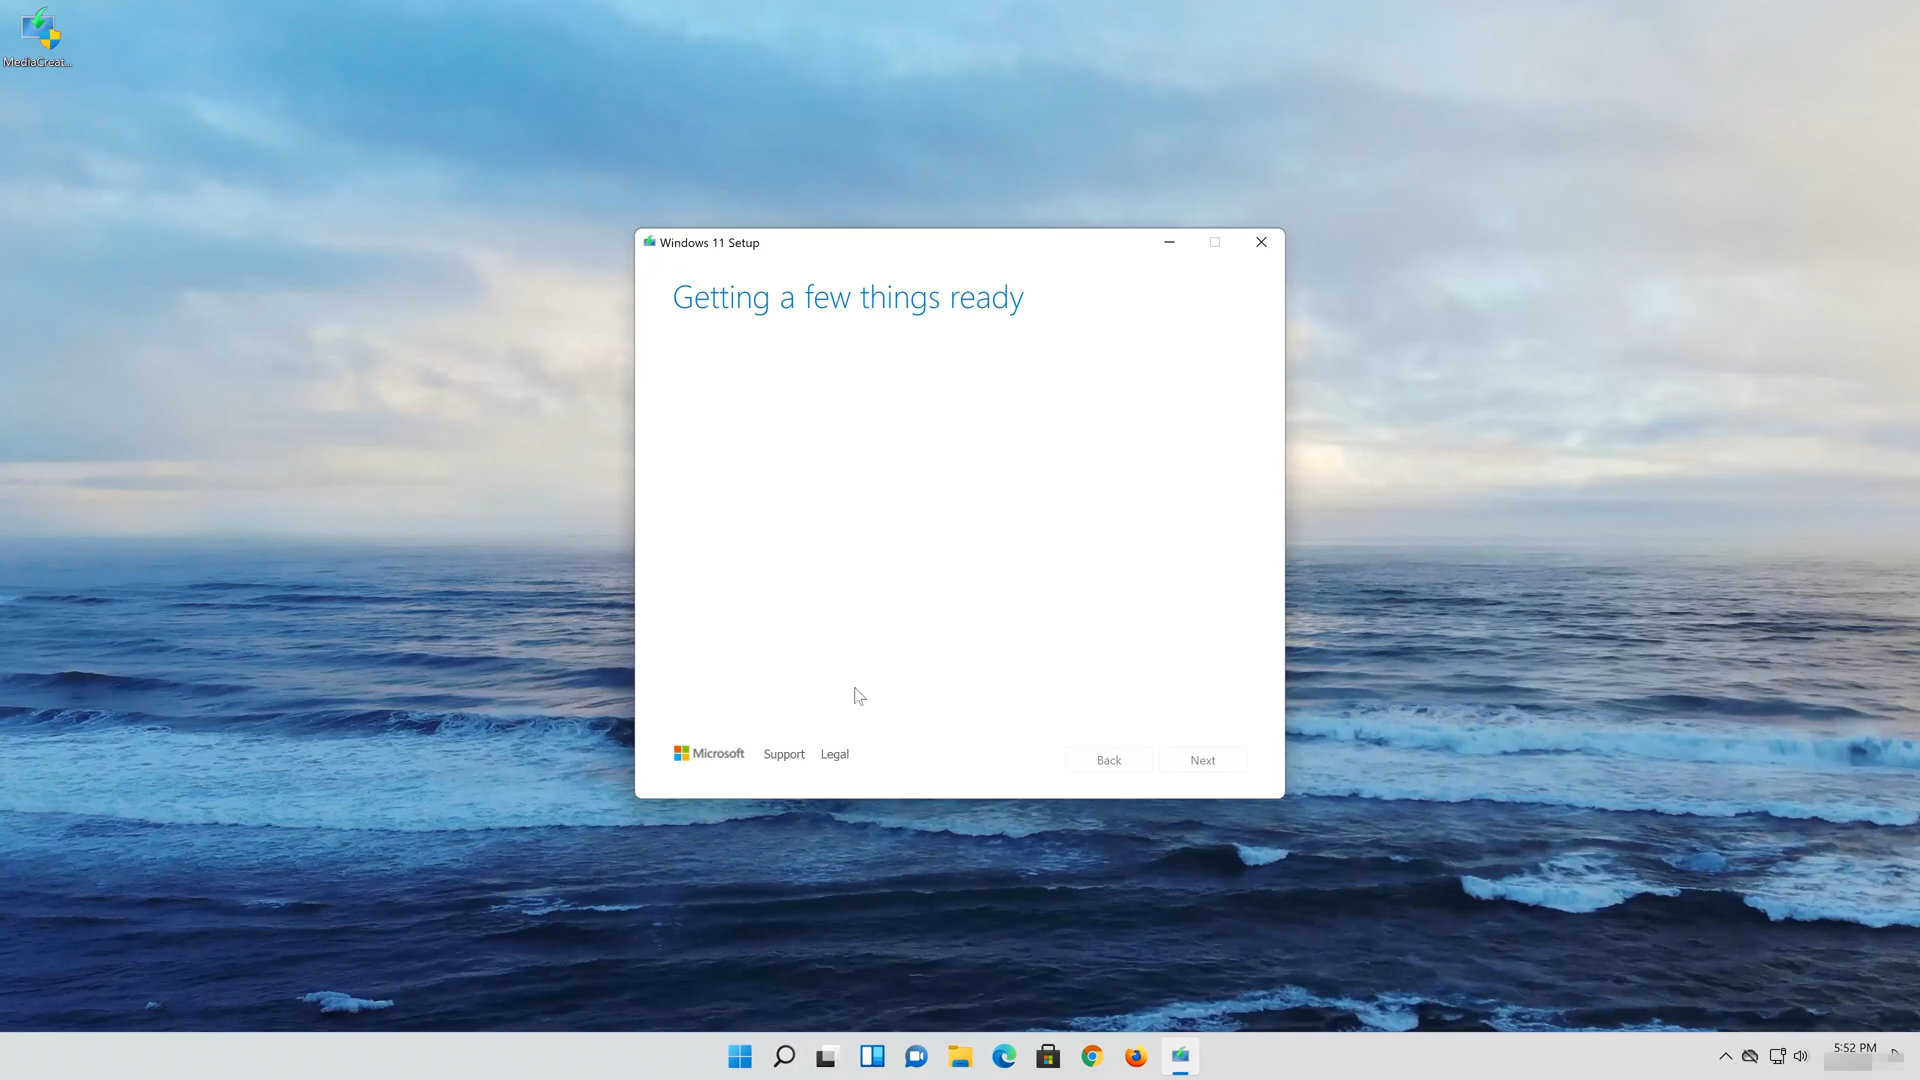 MediaCreat...
Windows 11 Setup
Getting a few things ready
Microsoft
Support
Legal
Back
Next
5:52 PM